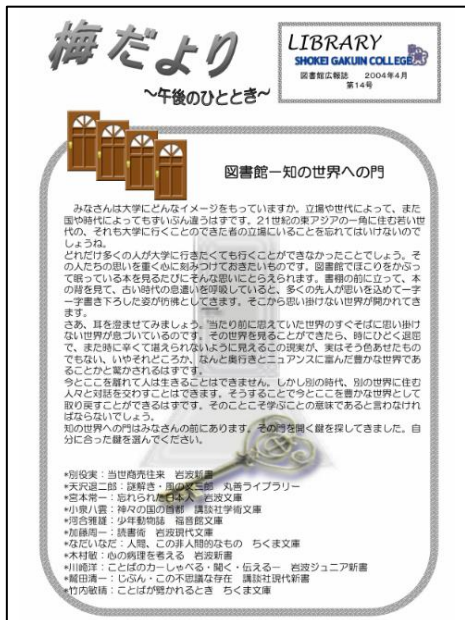 梅だより
～午後のひととき～
LIBRARY
SHOKEI GAKUIN COLLEGE
図書館広報誌　2004年4月
第14号
図書館－知の世界への門
みなさんは大学にどんなイメージをもっていますか。立場や世代によって、また
国や時代によってもずいぶん違うはずです。21世紀の東アジアの一角に住む若い世
代の、それも大学に行くことのできた者の立場にいることを忘れてはいけないので
しょうね。
どれだけ多くの人が大学に行きたくても行くことができなかったことでしょう。そ
の人たちの思いを重く心に刻みつけておきたいものです。図書館でほこりをかぶっ
て眠っている本を見るたびにそんな思いにとらえられます。書棚の前に立って、本
の背を見て、古い時代の息遣いを呼吸していると、多くの先人が思いを込めて一字
一字書き下ろした姿が彷彿としてきます。そこから思い掛けない世界が開かれてき
ます。
さあ、耳を澄ませてみましょう。当たり前に思えていた世界のすぐそばに思い掛け
ない世界が息づいているのです。その世界を見ることができたら、時にひどく退屈
で、また時に辛くて堪えられないように見えるこの現実が、実はそう色あせたもの
でもない、いやそれどころか、なんと奥行きとニュアンスに富んだ豊かな世界であ
ることかと驚かされるはずです。
今とここを離れて人は生きることはできません。しかし別の時代、別の世界に住む
人々と対話を交わすことはできます。そうすることで今とここを豊かな世界として
取り戻すことができるはずです。そのことこそ学ぶことの意味であると言わなけれ
ばならないでしょう。
知の世界への門はみなさんの前にあります。その門を開く鍵を探してきました。自
分に合った鍵を選んでください。
*別役実：当世商売往来　岩波新書
*天沢退二郎：謎解き・風の又三郎　丸善ライブラリー
*宮本常一：忘れられた日本人　岩波文庫
*小泉八雲：神々の国の首都　講談社学術文庫
*河合雅雄：少年動物誌　福音館文庫
*加藤周一：読書術　岩波現代文庫
*なだいなだ：人間、この非人間的なもの　ちくま文庫
*木村敏：心の病理を考える　岩波新書
*川崎洋：ことばの力－しゃべる・聞く・伝える－　岩波ジュニア新書
*鷲田清一：じぶん・この不思議な存在　講談社現代新書
*竹内敏晴：ことばが劈かれるとき　ちくま文庫